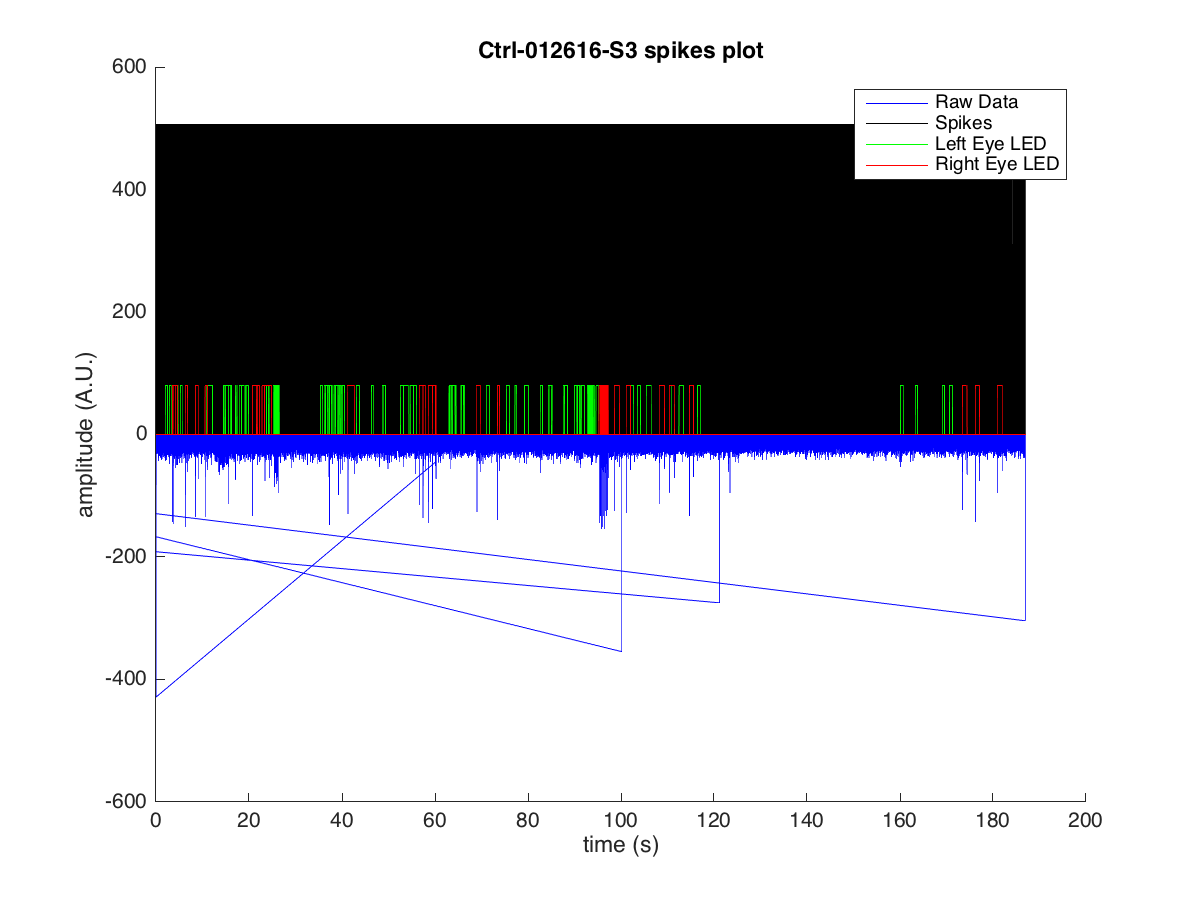 Ctrl-012616-S3 spikes plot
600
400
200
0
-200
-400
-600
amplitude (A.U.)
Raw Data
Spikes
Left Eye LED
Right Eye LED
0 20 40 60 80 100 120 140 160 180 200
time (s)